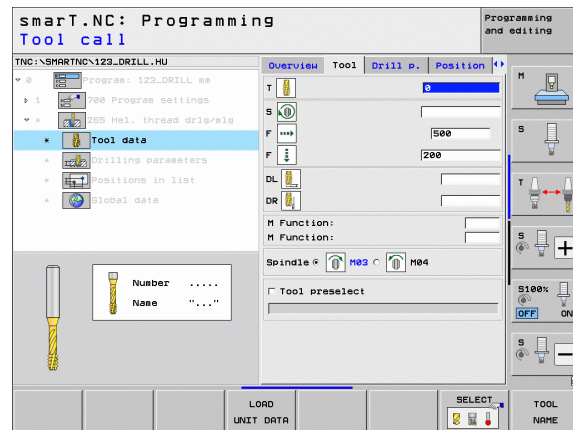 smarT.NC: Programming
Tool call
Programming
and editing
TNC:\SMARTNC\123_DRILL.HU
0 Program: 123_DRILL mm
1 700 Program settings
* 265 Hel. thread drlg/mlg
* Tool data
* Drilling parameters
* Positions in list
* Global data
Number .....
Name "..."
Overview Tool Drill p. Position
T 0
S
F 500
F 200
DL
DR
M Function:
M Function:
Spindle M03 M04
Tool preselect
M
S
T
S
S100%
OFF ON
S
LOAD
UNIT DATA
SELECT
TOOL
NAME